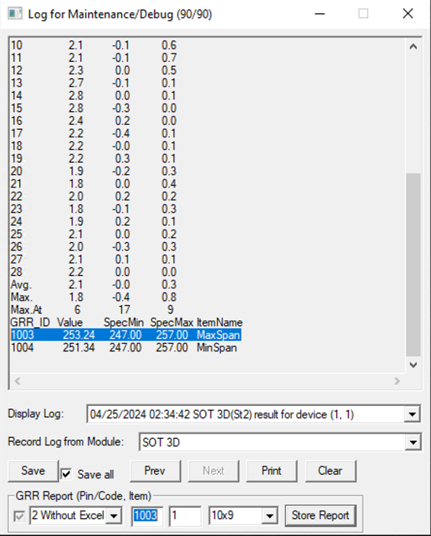 Log for Maintenance/Debug (90/90)
10 2.1 -0.1 0.6
11 2.1 -0.1 0.7
12 2.3 0.0 0.5
13 2.7 -0.1 0.1
14 2.8 0.0 0.1
15 2.8 -0.3 0.0
16 2.4 0.2 0.0
17 2.2 -0.4 0.1
18 2.2 -0.0 0.1
19 2.2 0.3 0.1
20 1.9 -0.2 0.3
21 1.8 0.0 0.4
22 2.0 0.2 0.2
23 1.8 -0.1 0.3
24 1.9 0.2 0.1
25 2.1 0.0 0.2
26 2.0 -0.3 0.3
27 2.1 0.1 0.1
28 2.2 0.0 0.0
Avg. 2.1 -0.0 0.3
Max. 1.8 -0.4 0.8
Max.At 6 17 9
GRR_ID Value SpecMin SpecMax ItemName
1003 253.24 247.00 257.00 MaxSpan
1004 251.34 247.00 257.00 MinSpan
Display Log: 04/25/2024 02:34:42 SOT 3D(St2) result for device (1, 1)
Record Log from Module: SOT 3D
Save Save all Prev Next Print Clear
GRR Report (Pin/Code, Item)
2 Without Excel 1003 1 10x9 Store Report